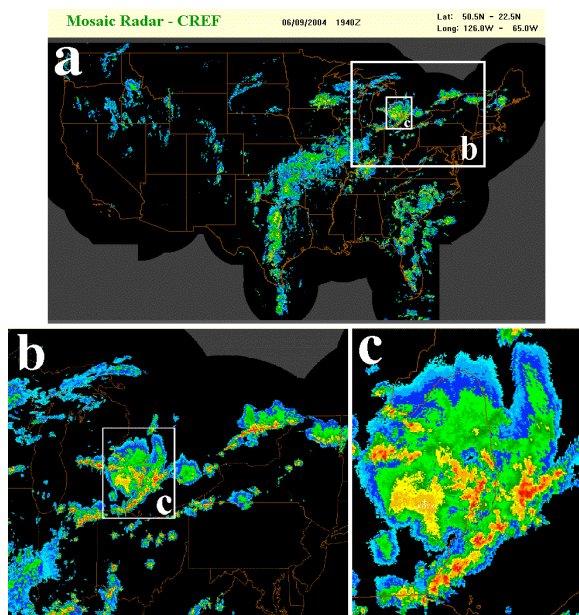 Mosaic Radar - CREF
06/09/2004 1940Z
Lat: 50.5N - 22.5N
Long: 126.0W - 65.0W
a
c
b
b
c
c